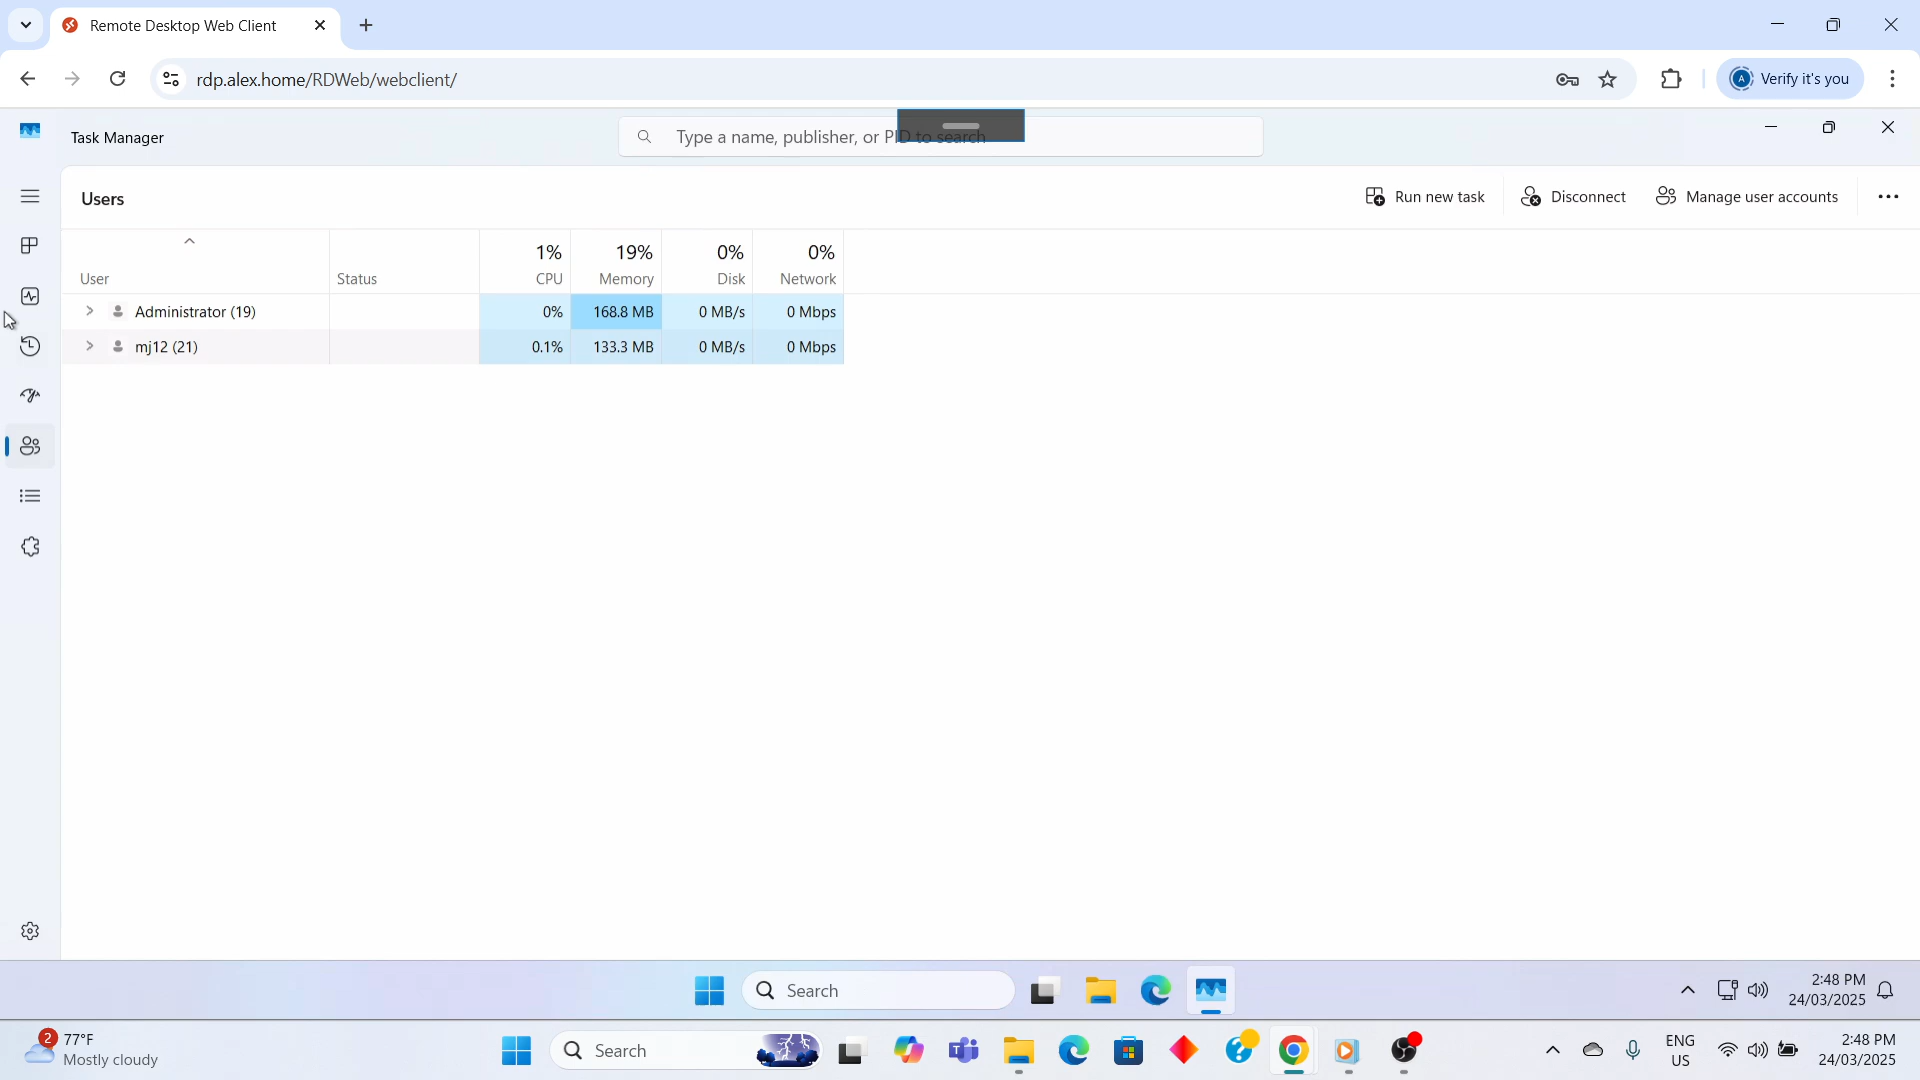 Remote Desktop Web Client
rdp.alex.home/RDWeb/webclient/
A
Verify it's you
Task Manager
Type a name, publisher, or PID to search
Users
Run new task
Disconnect
Manage user accounts
1% 19% 0% 0%
User Status CPU Memory Disk Network
Administrator (19) 0% 168.8 MB 0 MB/s 0 Mbps
mj12 (21) 0.1% 133.3 MB 0 MB/s 0 Mbps
Search
2:48 PM
24/03/2025
2
77°F
Mostly cloudy
Search
ENG
US
2:48 PM
24/03/2025